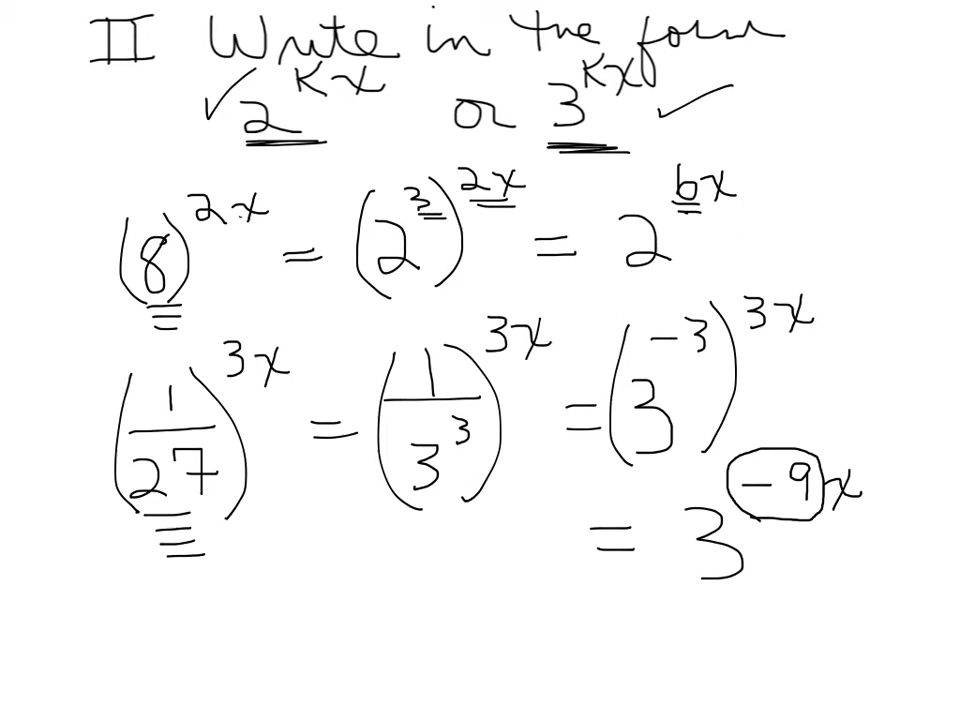 II Write in the form
2^{Kx} or 3^{Kx}
(8)^{2x} = (2^3)^{2x} = 2^{6x}
(1/27)^{3x} = (1/3^3)^{3x} = (3^{-3})^{3x}
= 3^{-9x}